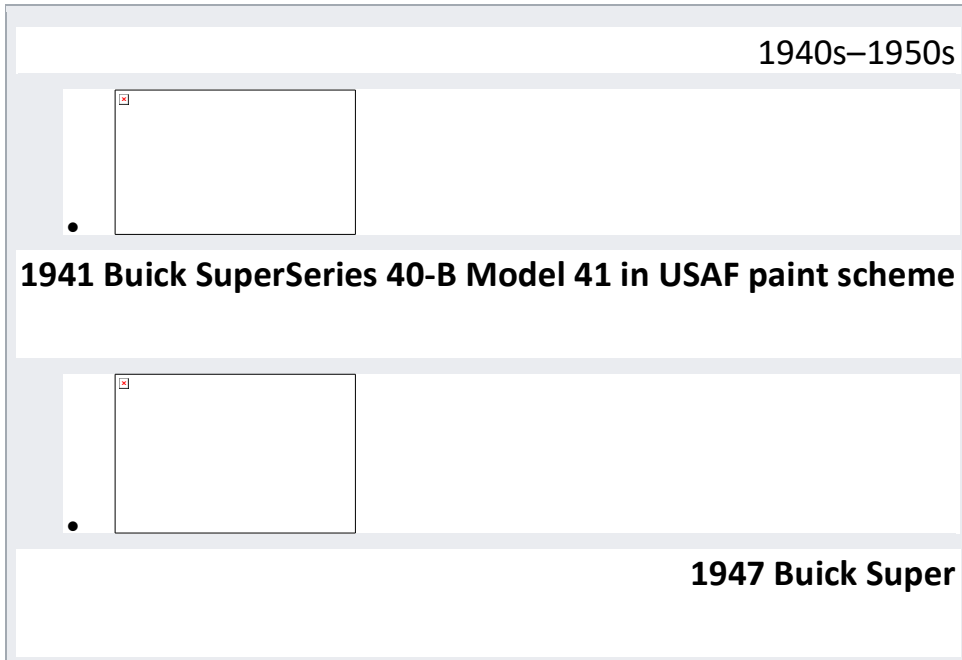 1940s–1950s
1941 Buick SuperSeries 40-B Model 41 in USAF paint scheme
1947 Buick Super